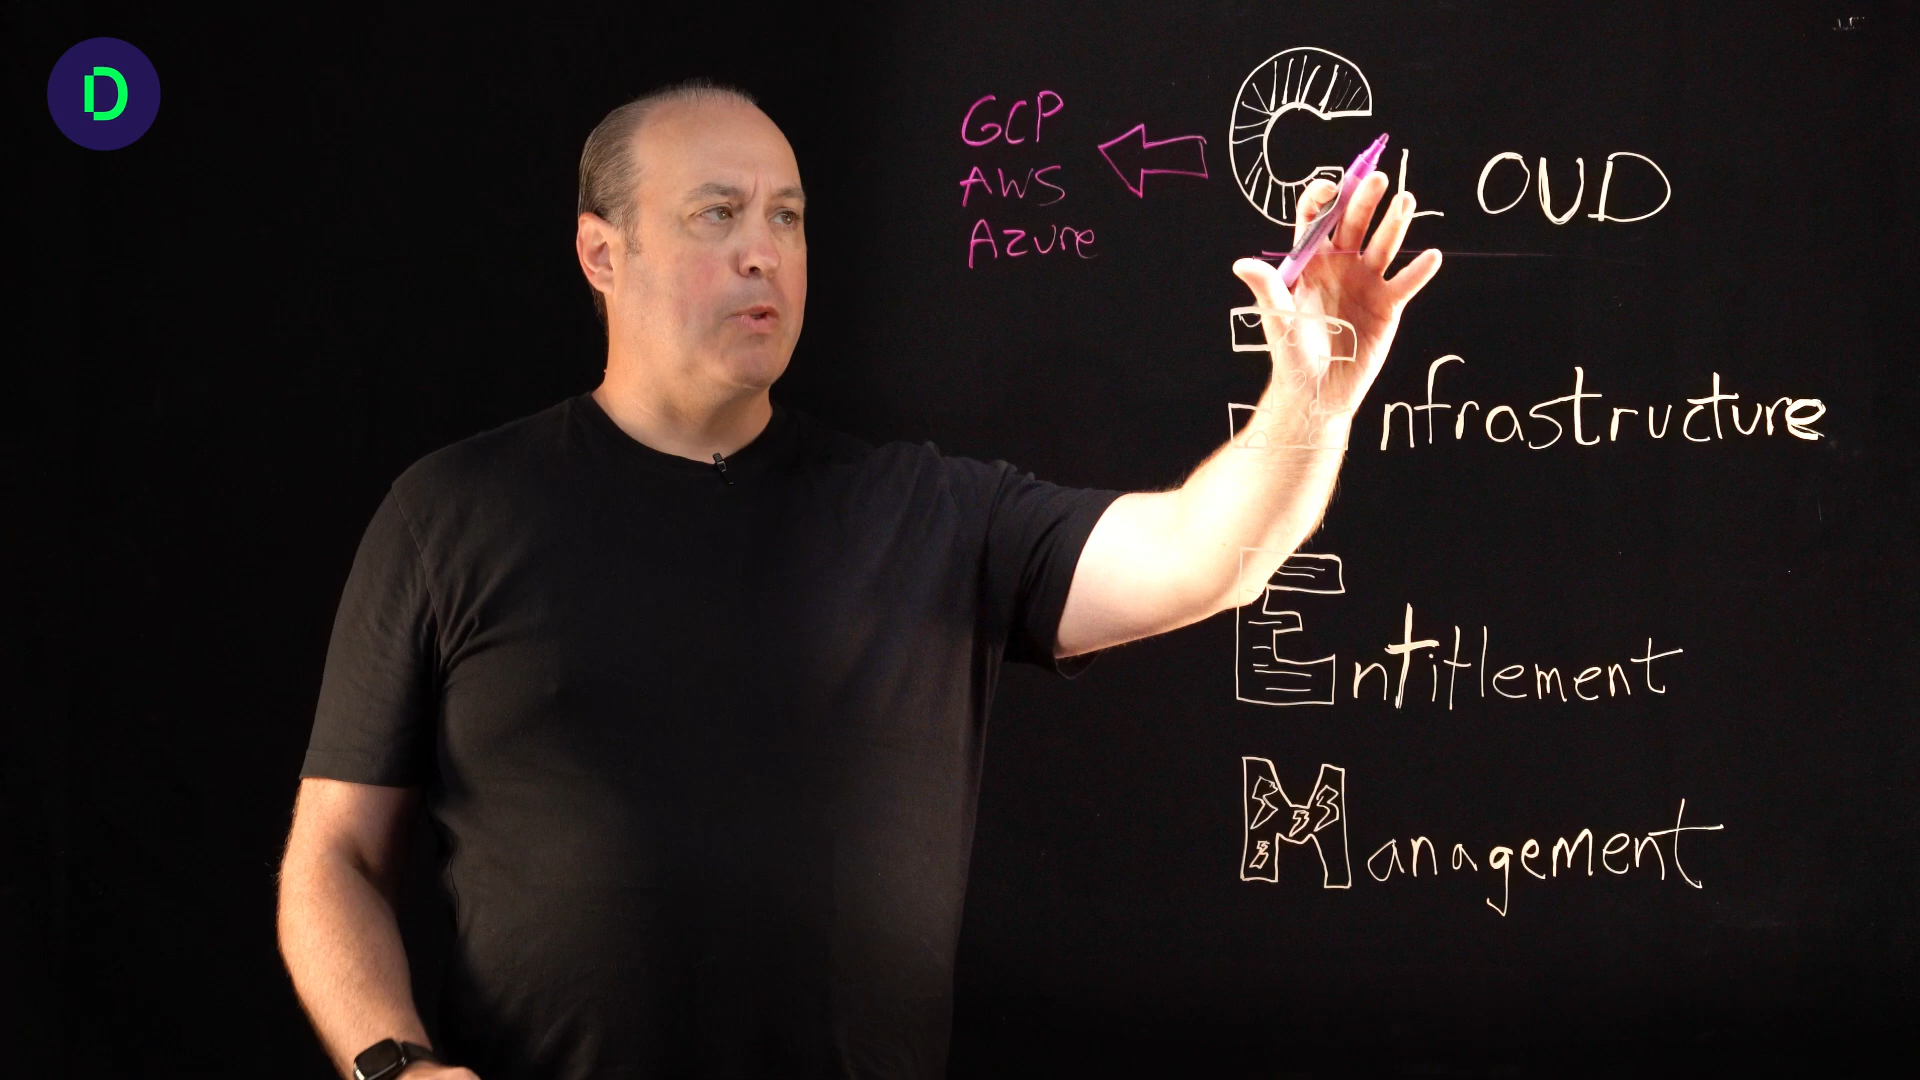 D
GCP
AWS
Azure
CLOUD
Infrastructure
Entitlement
Management